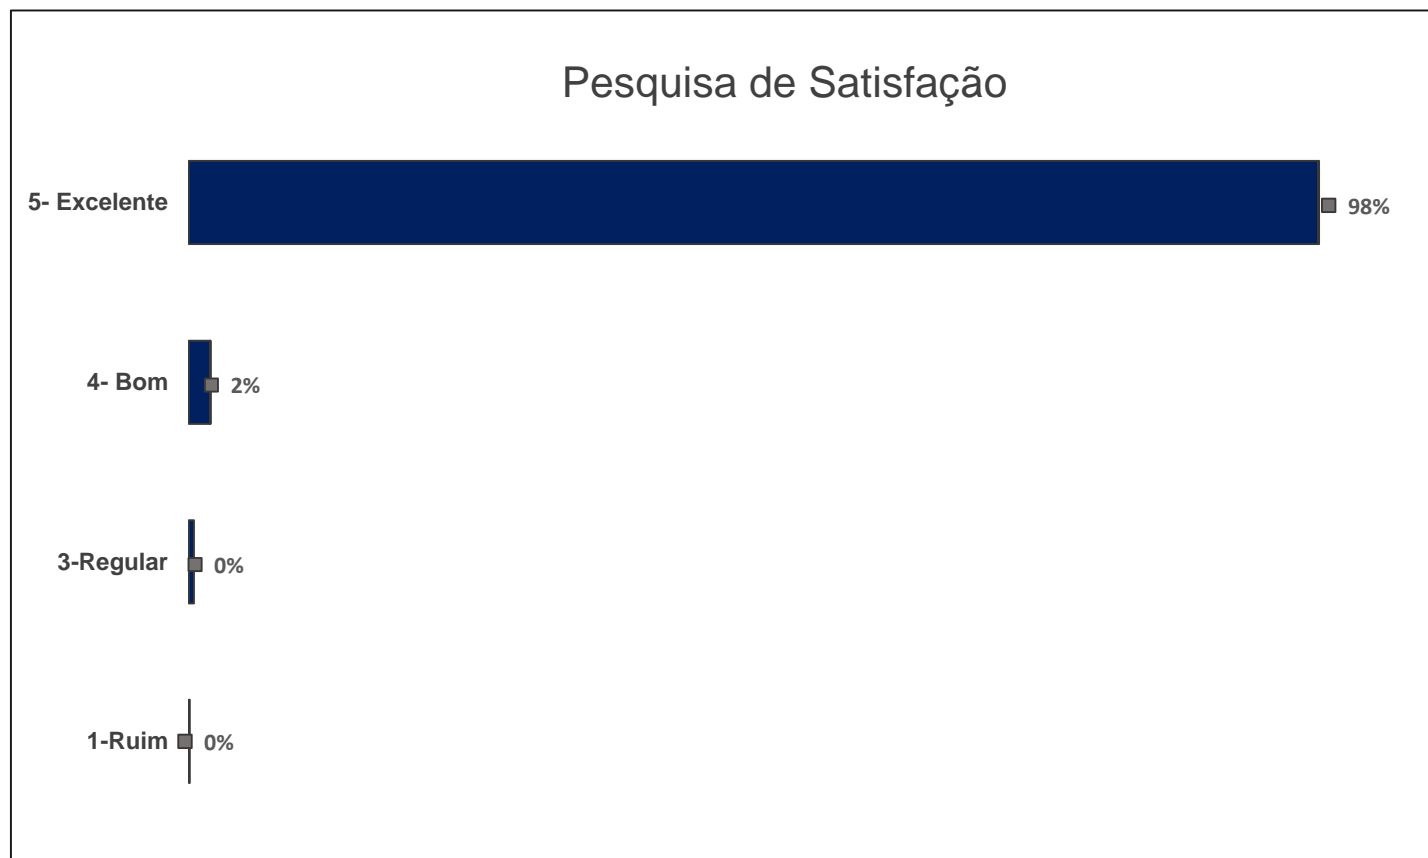 Pesquisa de Satisfação
5- Excelente 98%
4- Bom 2%
3-Regular 0%
1-Ruim 0%